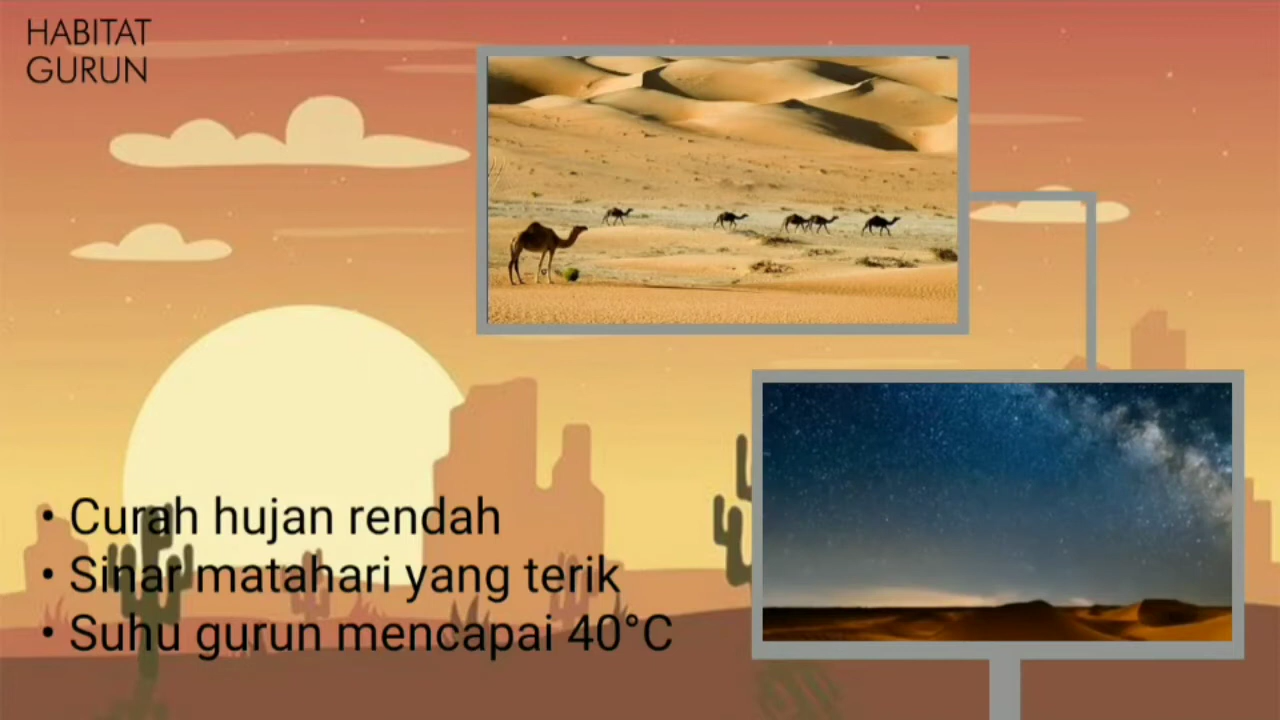 HABITAT
GURUN
• Curah hujan rendah
• Sinar matahari yang terik
• Suhu gurun mencapai 40°C